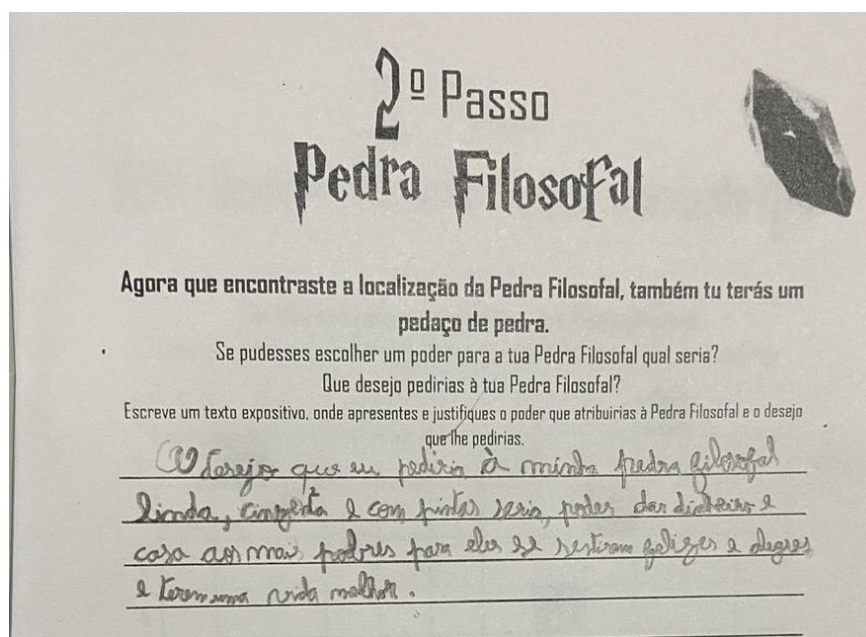 2º Passo
Pedra Filosofal
Agora que encontraste a localização da Pedra Filosofal, também tu terás um
pedaço de pedra.
Se pudesses escolher um poder para a tua Pedra Filosofal qual seria?
Que desejo pedirias à tua Pedra Filosofal?
Escreve um texto expositivo, onde apresentes e justifiques o poder que atribuirias à Pedra Filosofal e o desejo
que lhe pedirias.
O desejo que eu pediria à minha pedra filosofal
linda, cinzenta e com pintas seria, poder dar dinheiro e
casa aos mais pobres para eles se sentirem felizes e alegres
e terem uma vida melhor.